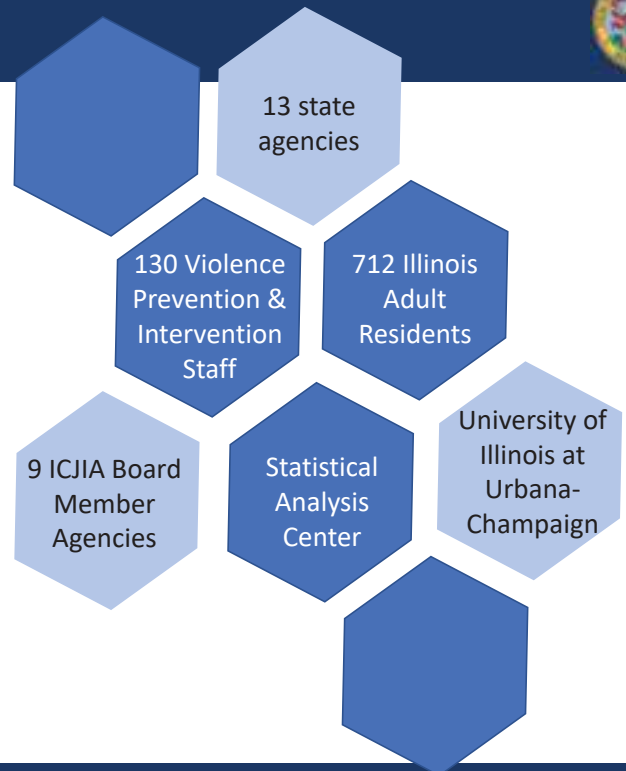 13 state
agencies
130 Violence
Prevention &
Intervention
Staff
712 Illinois
Adult
Residents
9 ICJIA Board
Member
Agencies
Statistical
Analysis
Center
University of
Illinois at
Urbana-
Champaign